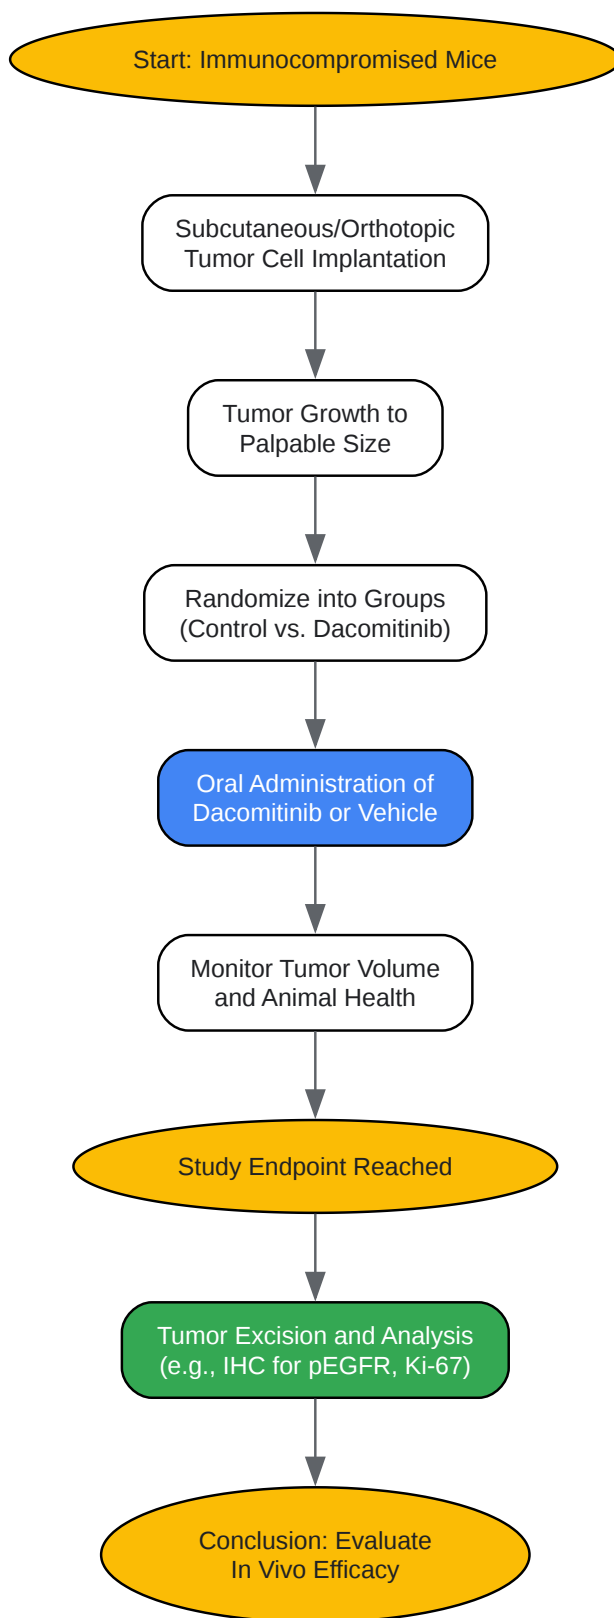 Start: Immunocompromised Mice
Subcutaneous/Orthotopic
Tumor Cell Implantation
Tumor Growth to
Palpable Size
Randomize into Groups
(Control vs. Dacomitinib)
Oral Administration of
Dacomitinib or Vehicle
Monitor Tumor Volume
and Animal Health
Study Endpoint Reached
Tumor Excision and Analysis
(e.g., IHC for pEGFR, Ki-67)
Conclusion: Evaluate
In Vivo Efficacy